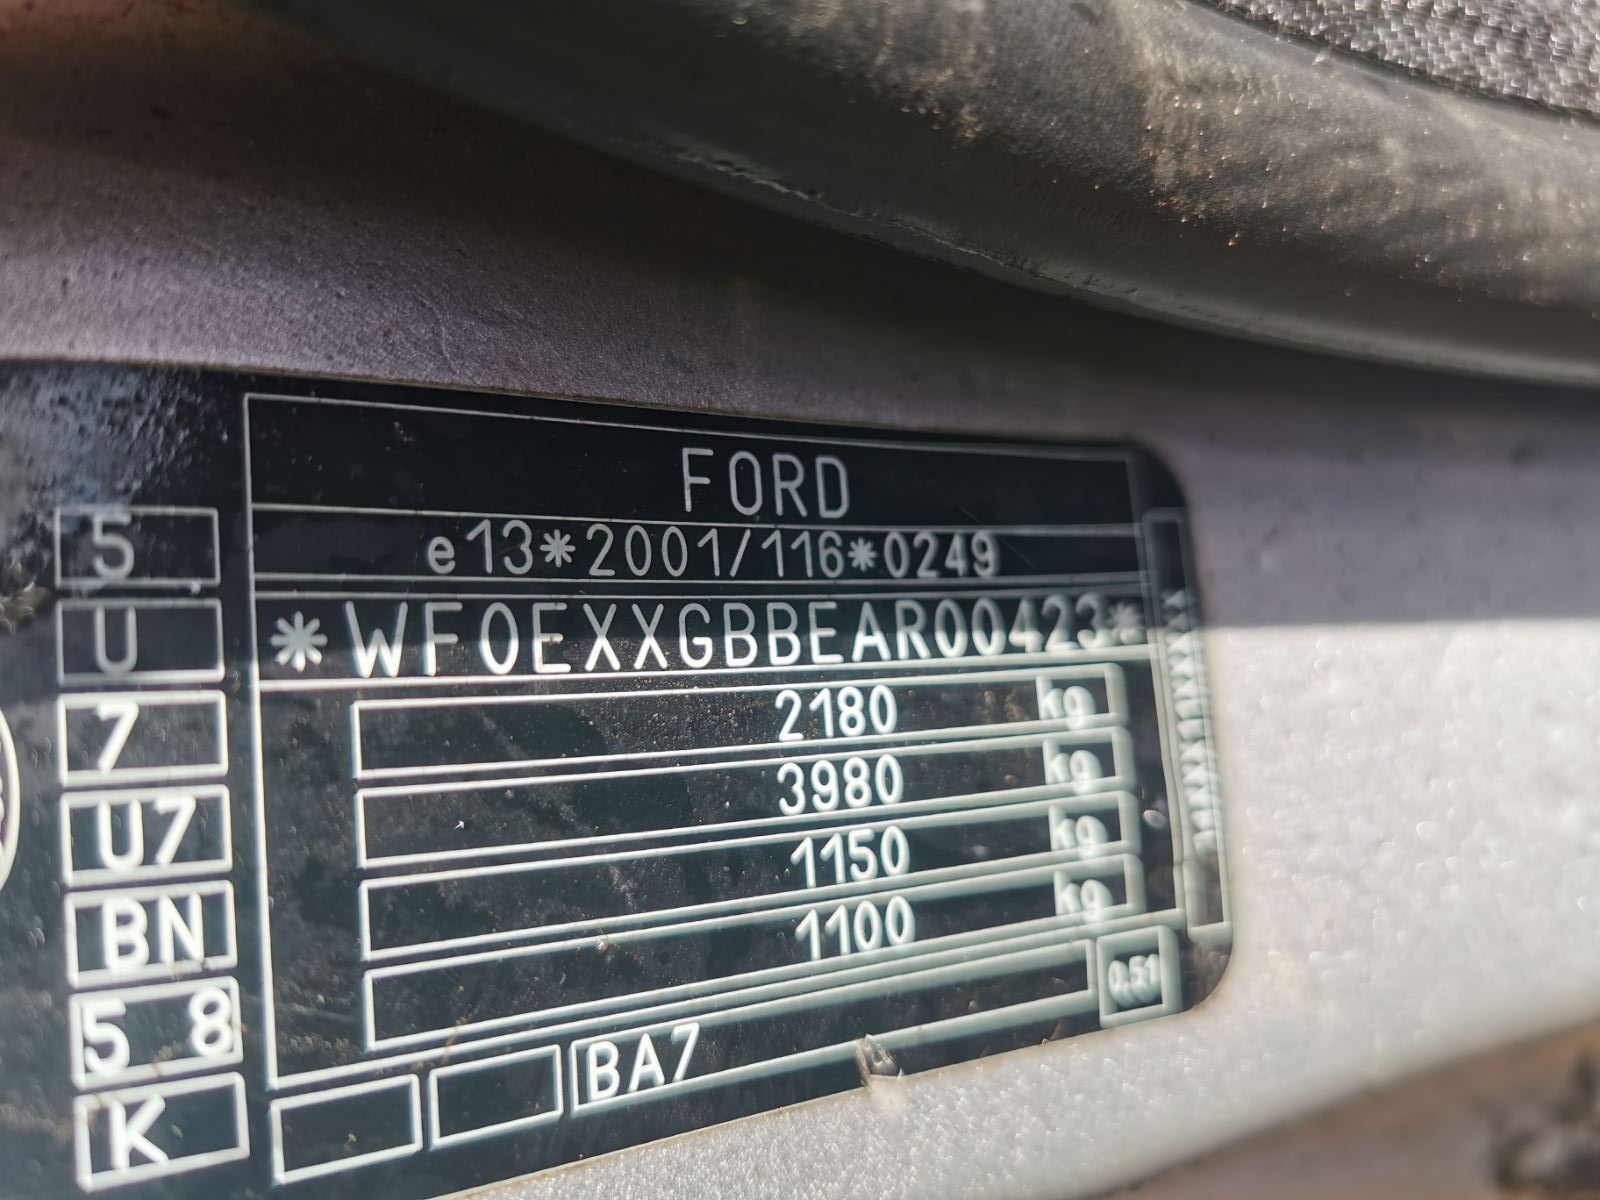 FORD
e13*2001/116*0249
*WF0EXXGBBEAR00423*
2180 kg
3980 kg
1150 kg
1100 kg
0.51
BA7
5
U
7
U7
BN
5 8
K